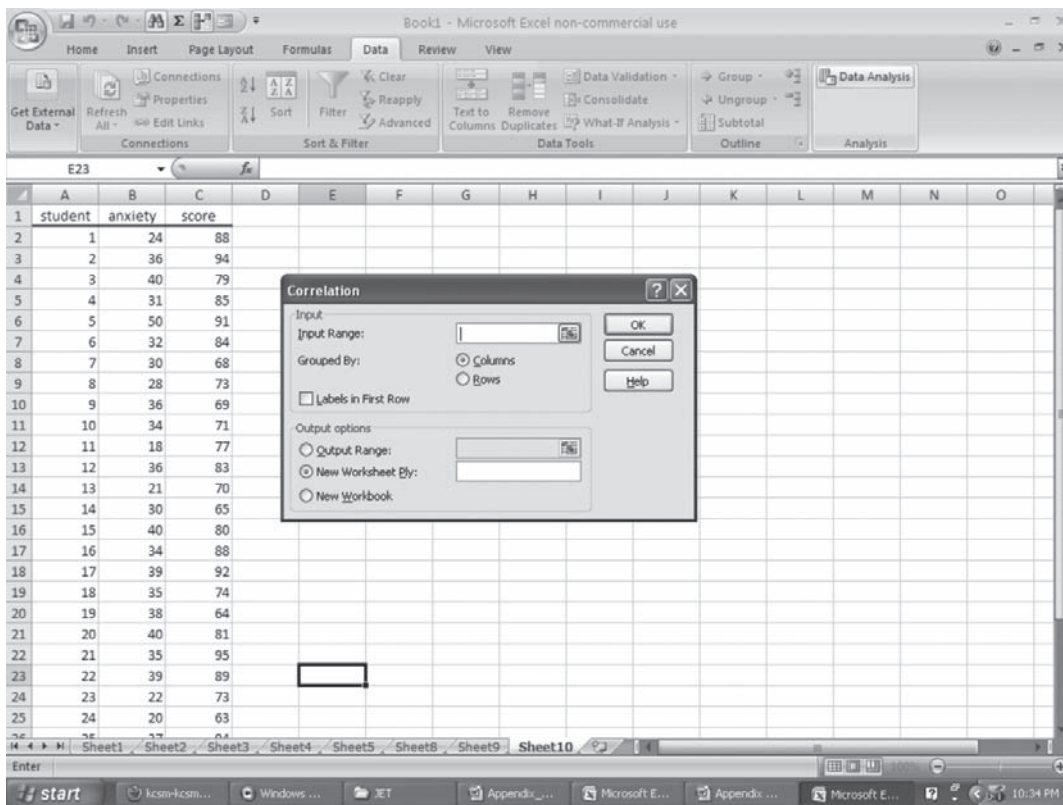 Book1 - Microsoft Excel non-commercial use
Home Insert Page Layout Formulas Data Review View
Get External Data
Refresh All
Connections
Properties
Edit Links
Connections
Sort
Filter
Clear
Reapply
Advanced
Sort & Filter
Text to Columns
Remove Duplicates
Data Validation
Consolidate
What-If Analysis
Data Tools
Group
Ungroup
Subtotal
Outline
Data Analysis
Analysis
E23 fx
A B C D E F G H I J K L M N O
1 student anxiety score
2 1 24 88
3 2 36 94
4 3 40 79
5 4 31 85
6 5 50 91
7 6 32 84
8 7 30 68
9 8 28 73
10 9 36 69
11 10 34 71
12 11 18 77
13 12 36 83
14 13 21 70
15 14 30 65
16 15 40 80
17 16 34 88
18 17 39 92
19 18 35 74
20 19 38 64
21 20 40 81
22 21 35 95
23 22 39 89
24 23 22 73
25 24 20 63
Correlation
Input
Input Range:
Grouped By:
Columns
Rows
Labels in First Row
Output options
Output Range:
New Worksheet Ply:
New Workbook
OK
Cancel
Help
Sheet1 Sheet2 Sheet3 Sheet4 Sheet5 Sheet8 Sheet9 Sheet10
Enter 100%
start kcsm-kcsm... Windows ... JET Appendix_... Microsoft E... Appendix ... Microsoft E... 10:34 PM